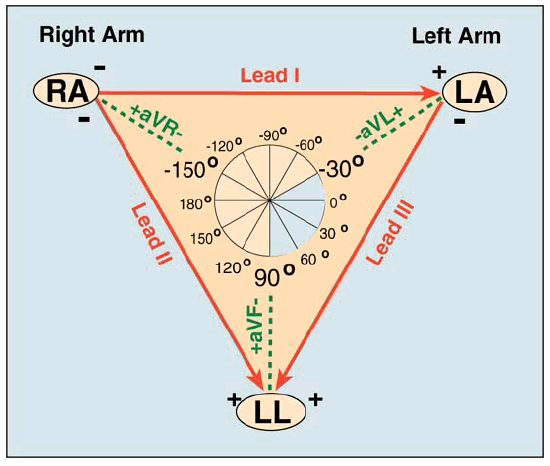 Right Arm
Left Arm
-
+
Lead I
RA
LA
-
-
+aVR-
-aVL+
-90°
-120°
-60°
-150°
-30°
180°
0°
150°
30°
120°
60°
90°
Lead II
Lead III
+aVF-
+
+
LL